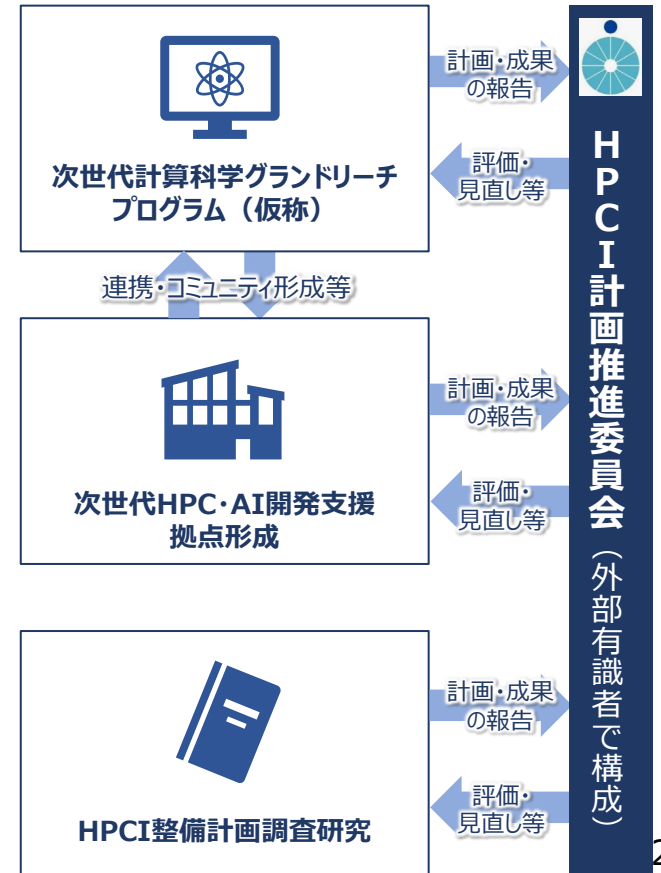 次世代計算科学グランドリーチ
プログラム（仮称）
計画・成果
の報告
評価・
見直し等
連携・コミュニティ形成等
次世代HPC・AI開発支援
拠点形成
計画・成果
の報告
評価・
見直し等
HPCI整備計画調査研究
計画・成果
の報告
評価・
見直し等
HPCI計画推進委員会（外部有識者で構成）
2